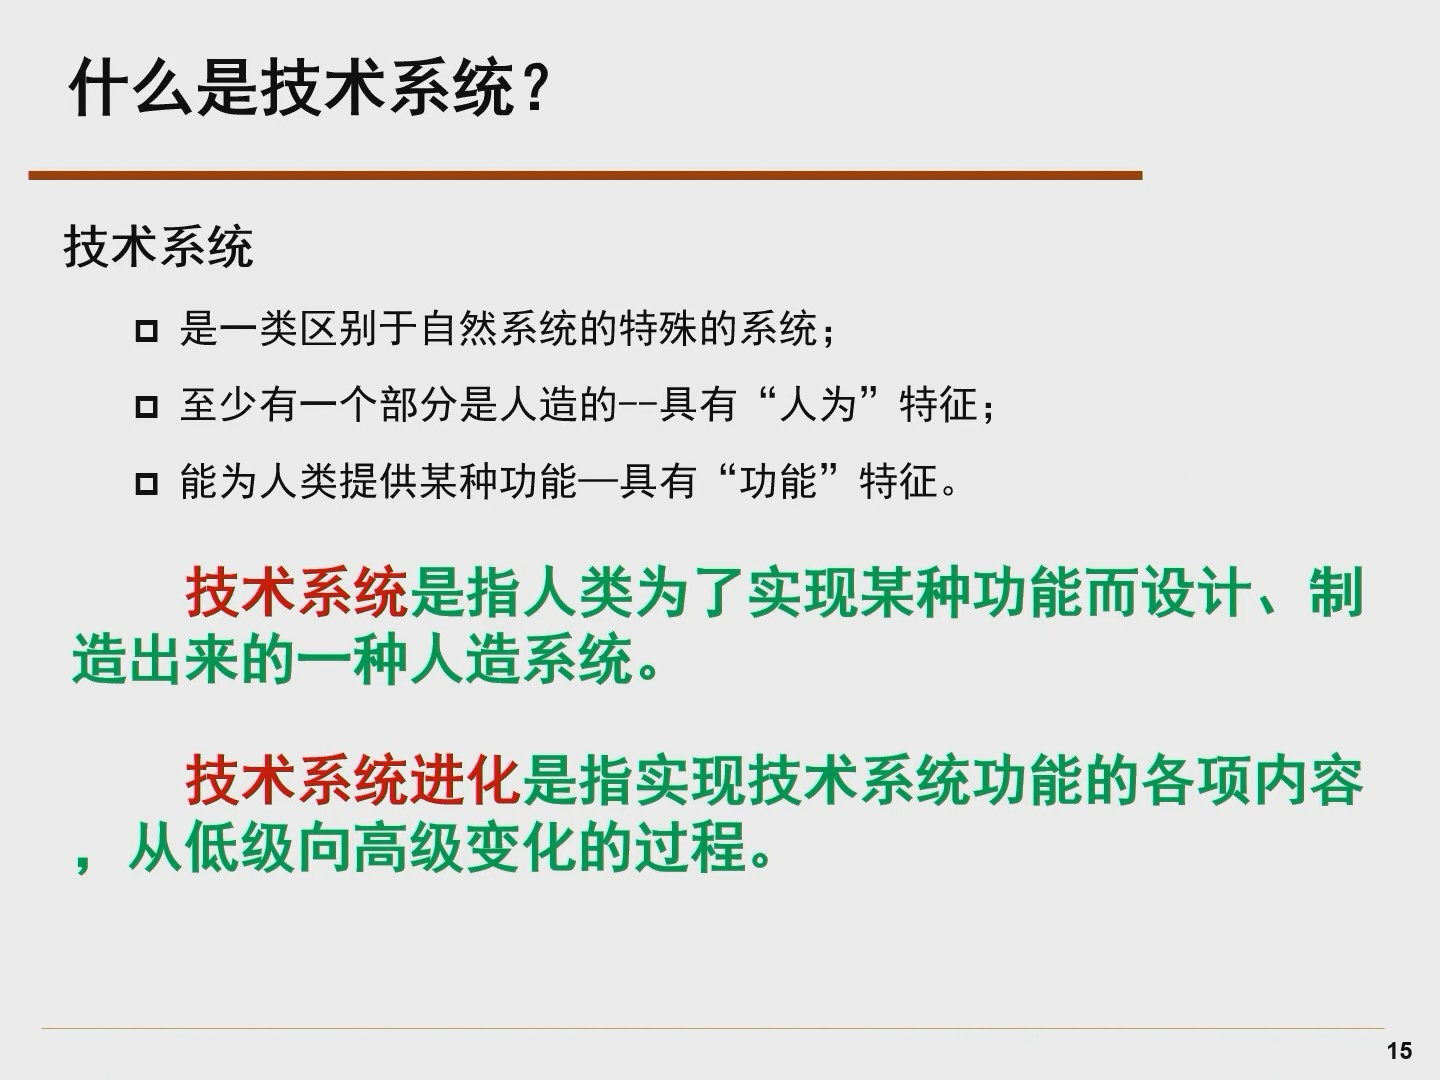 什么是技术系统？
技术系统
是一类区别于自然系统的特殊的系统；
至少有一个部分是人造的--具有“人为”特征；
能为人类提供某种功能—具有“功能”特征。
技术系统是指人类为了实现某种功能而设计、制
造出来的一种人造系统。
技术系统进化是指实现技术系统功能的各项内容
，从低级向高级变化的过程。
15